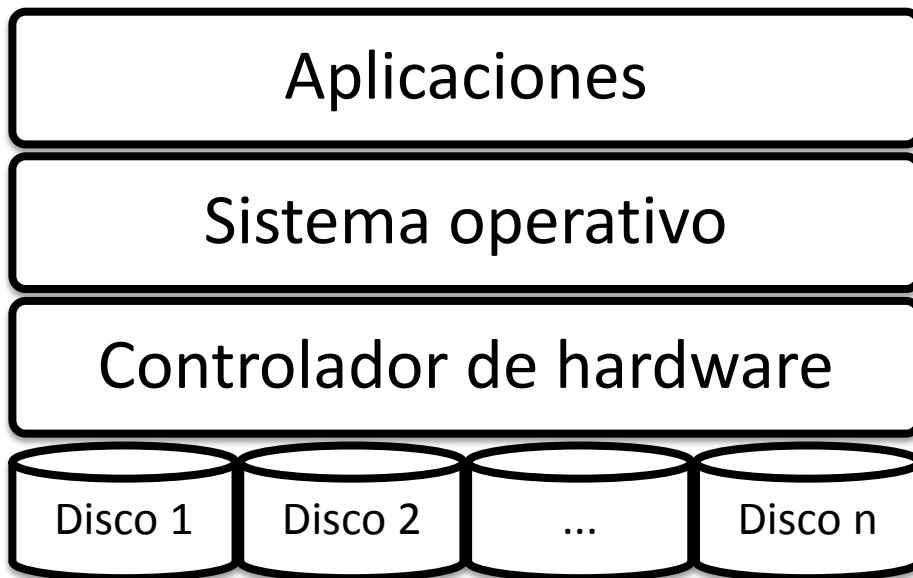 Aplicaciones
Sistema operativo
Controlador de hardware
Disco 1 Disco 2 ... Disco n